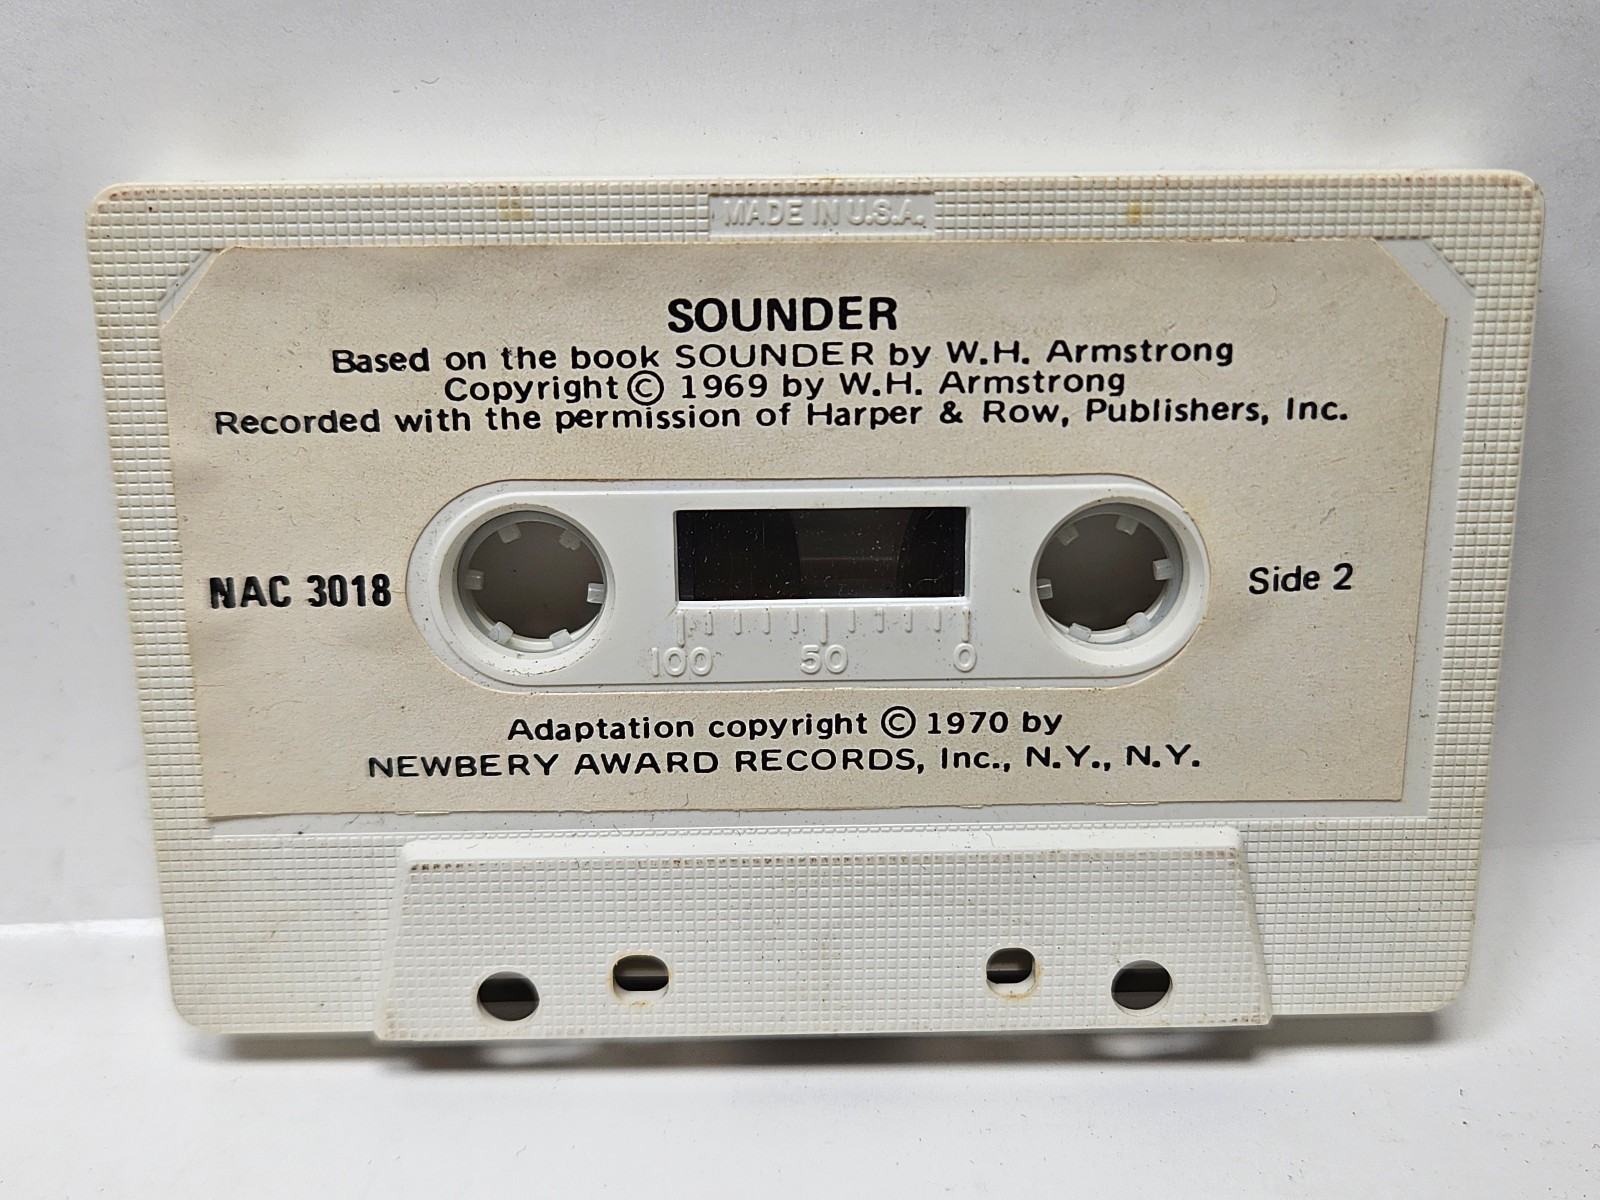 MADE IN U.S.A.
SOUNDER
Based on the book SOUNDER by W.H. Armstrong
Copyright © 1969 by W.H. Armstrong
Recorded with the permission of Harper & Row, Publishers, Inc.
NAC 3018
Side 2
100 50 0
Adaptation copyright © 1970 by
NEWBERY AWARD RECORDS, Inc., N.Y., N.Y.